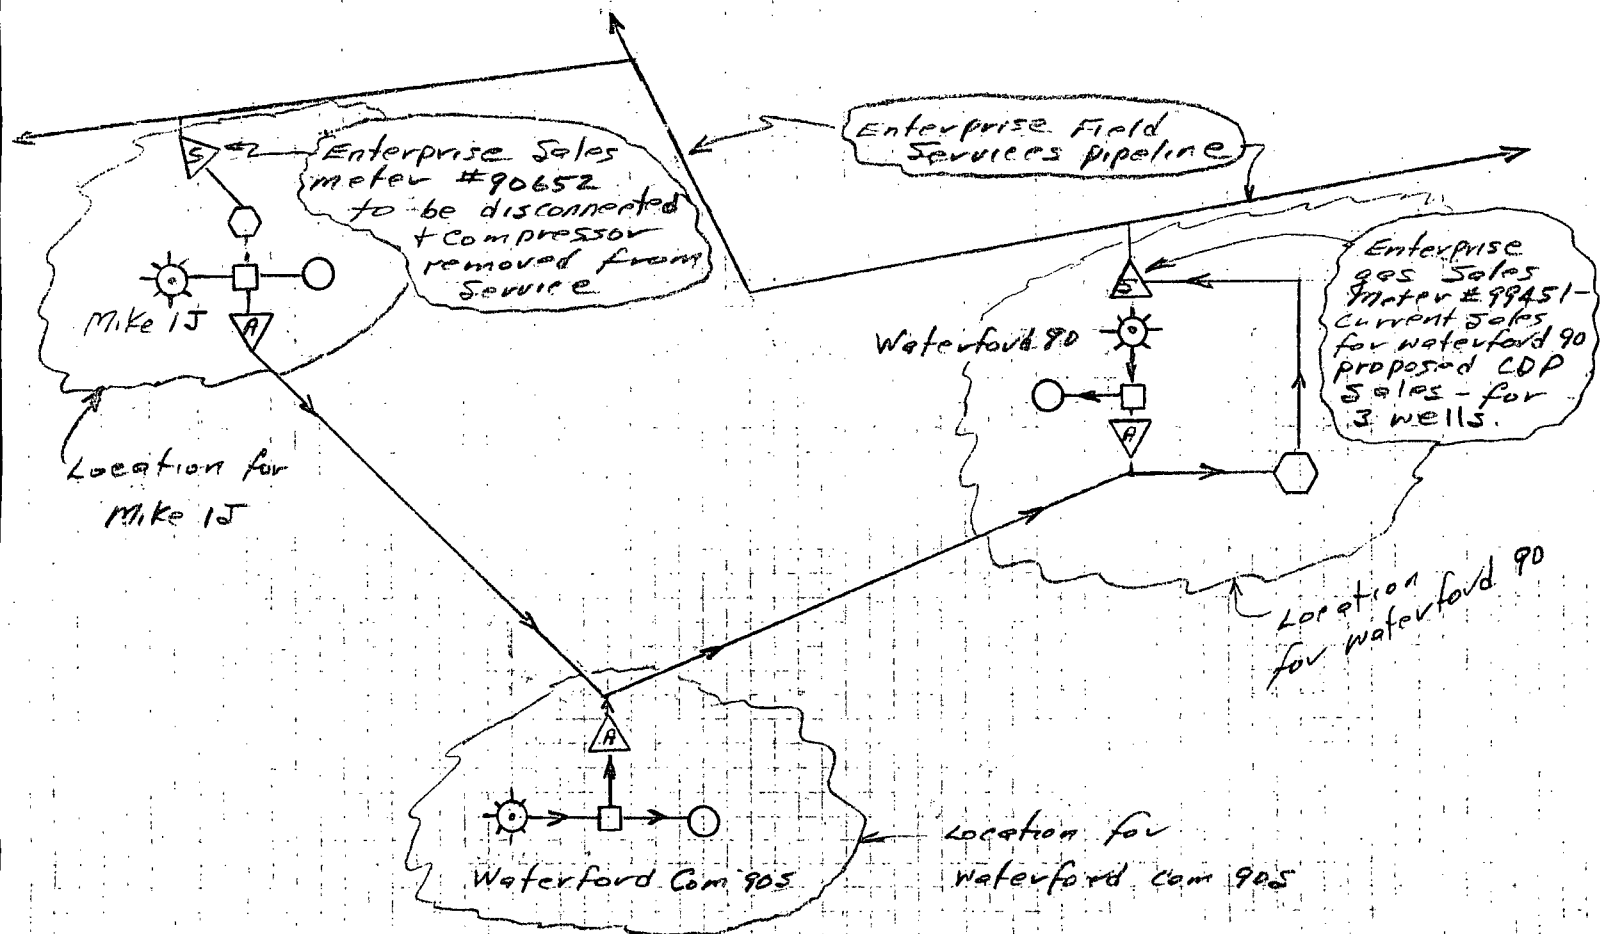 Enterprise Field
Services pipeline
S
Enterprise Sales
meter #90652
to be disconnected
+ Compressor
removed from
Service
Mike 1J
A
Location for
Mike 1J
Enterprise
gas Sales
Meter #99451-
Current Sales
for Waterford 90
proposed CDP
Sales - for
3 wells.
S
Waterford 90
A
Location
for Waterford 90
A
Waterford Com 90S
Location for
Waterford Com 90S